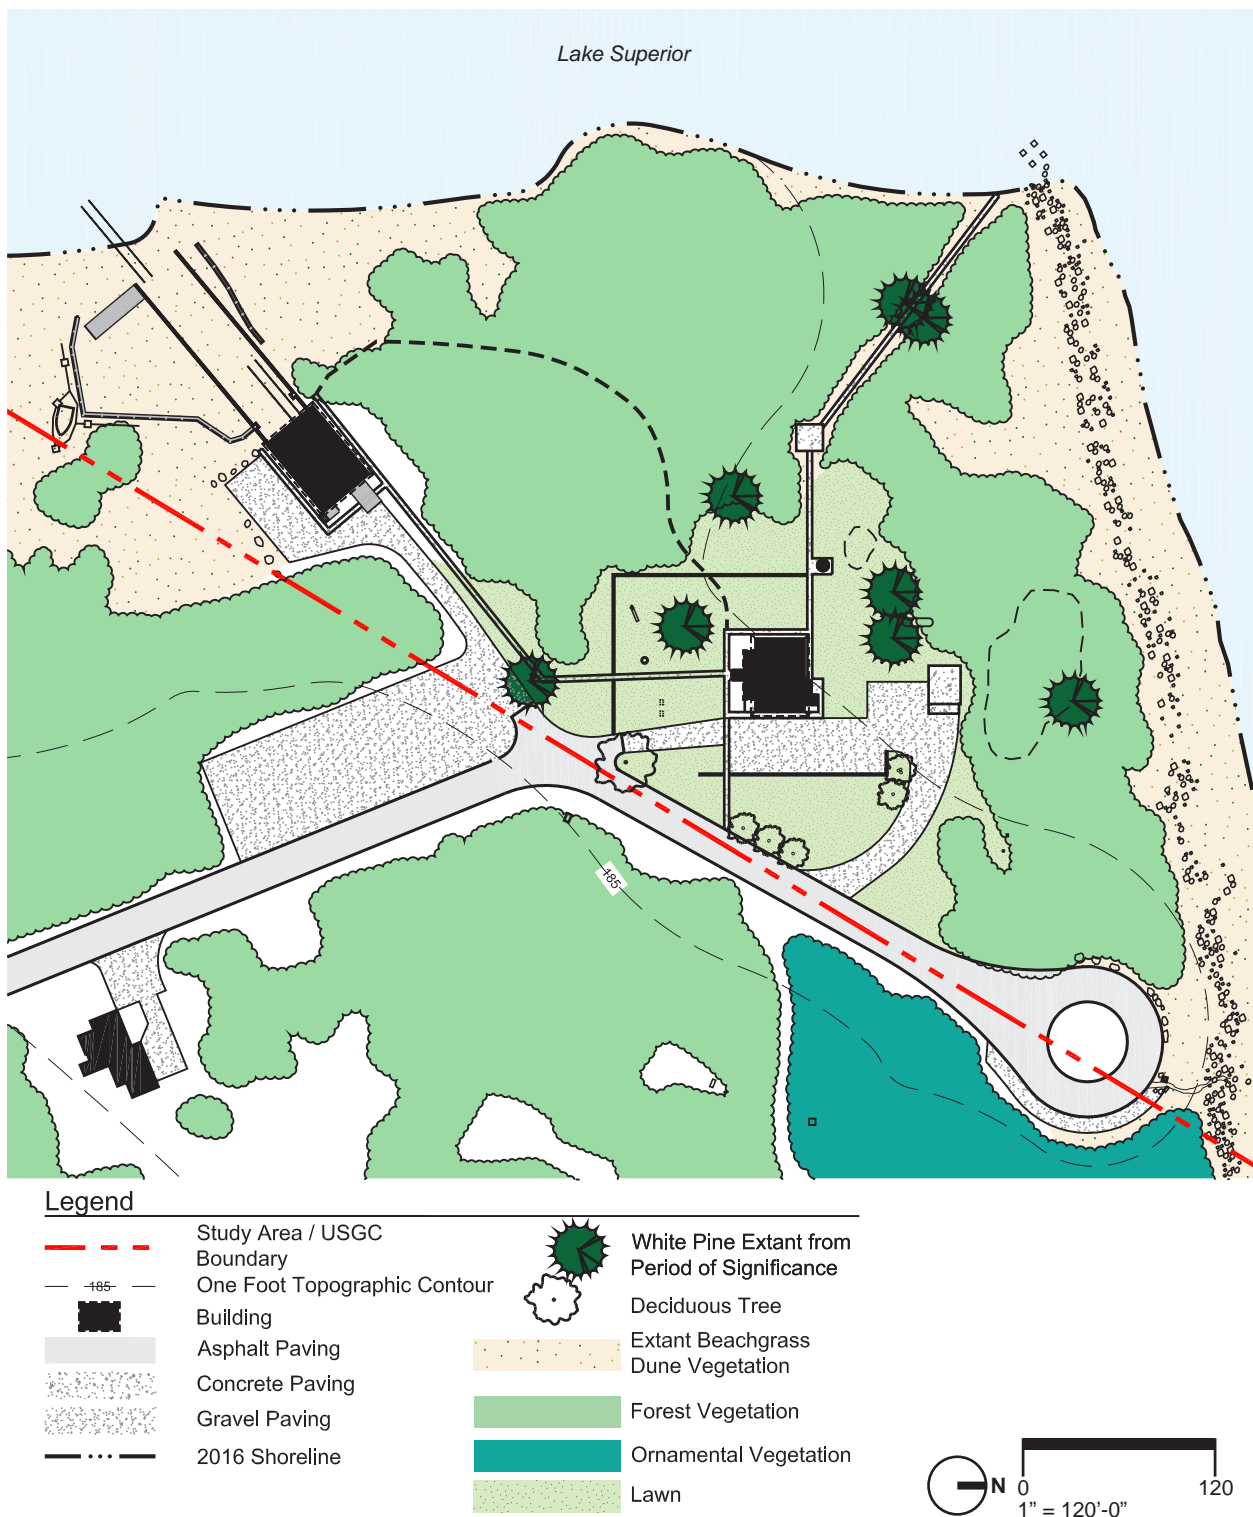 Lake Superior
485
Legend
Study Area / USGC
Boundary
185
One Foot Topographic Contour
Building
Asphalt Paving
Concrete Paving
Gravel Paving
2016 Shoreline
White Pine Extant from
Period of Significance
Deciduous Tree
Extant Beachgrass
Dune Vegetation
Forest Vegetation
Ornamental Vegetation
Lawn
N
0 120
1" = 120'-0"